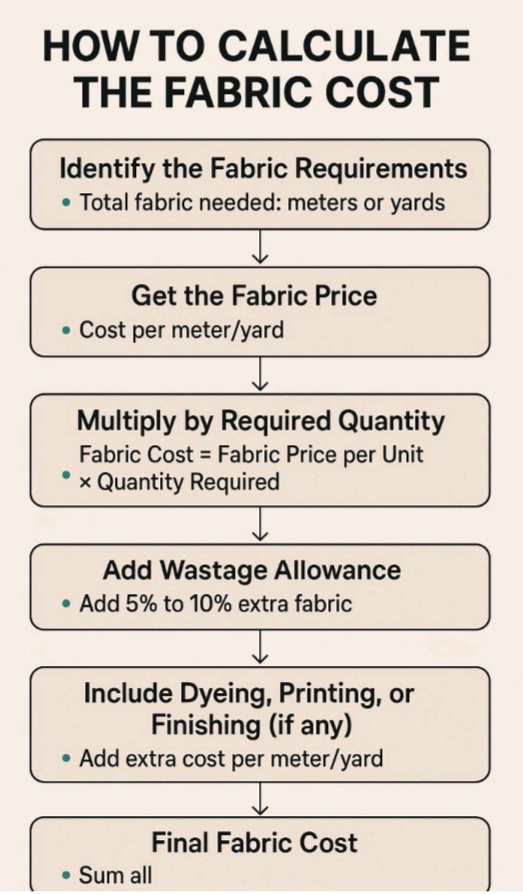 HOW TO CALCULATE
THE FABRIC COST
Identify the Fabric Requirements
• Total fabric needed: meters or yards
Get the Fabric Price
• Cost per meter/yard
Multiply by Required Quantity
Fabric Cost = Fabric Price per Unit
• × Quantity Required
Add Wastage Allowance
• Add 5% to 10% extra fabric
Include Dyeing, Printing, or
Finishing (if any)
• Add extra cost per meter/yard
Final Fabric Cost
• Sum all